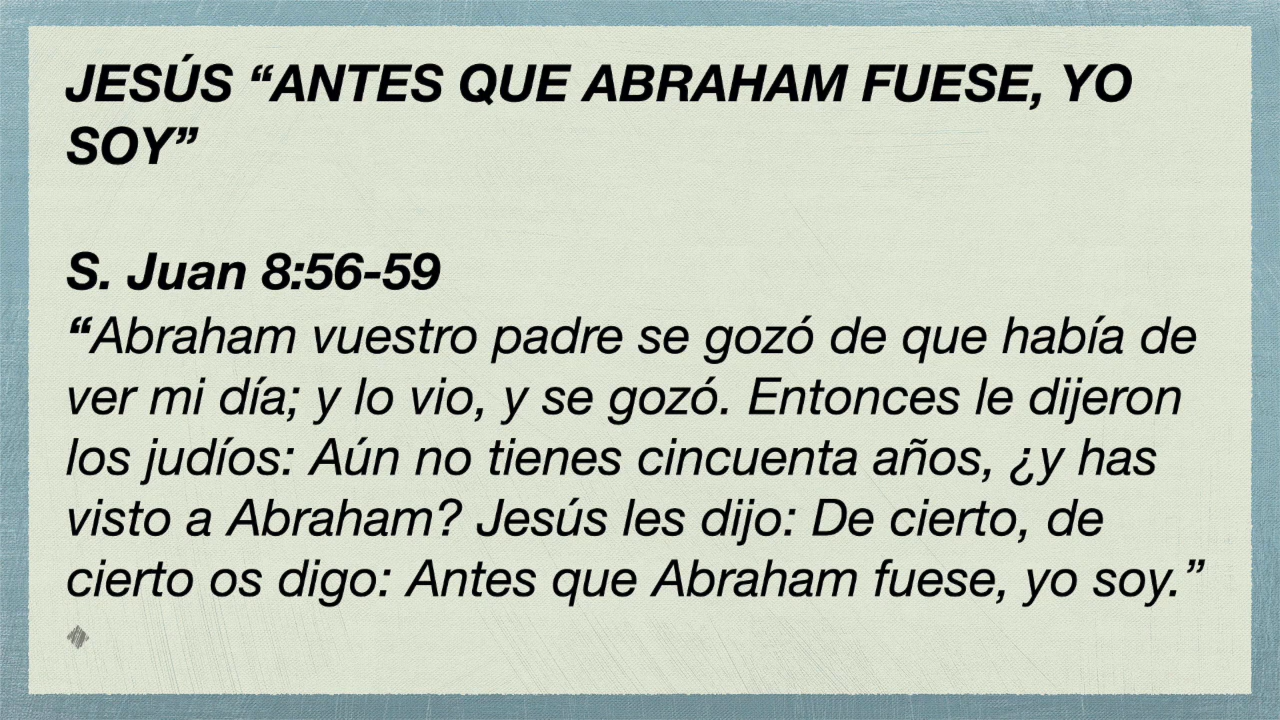 JESÚS “ANTES QUE ABRAHAM FUESE, YO
SOY”
S. Juan 8:56-59
“Abraham vuestro padre se gozó de que había de
ver mi día; y lo vio, y se gozó. Entonces le dijeron
los judíos: Aún no tienes cincuenta años, ¿y has
visto a Abraham? Jesús les dijo: De cierto, de
cierto os digo: Antes que Abraham fuese, yo soy.”